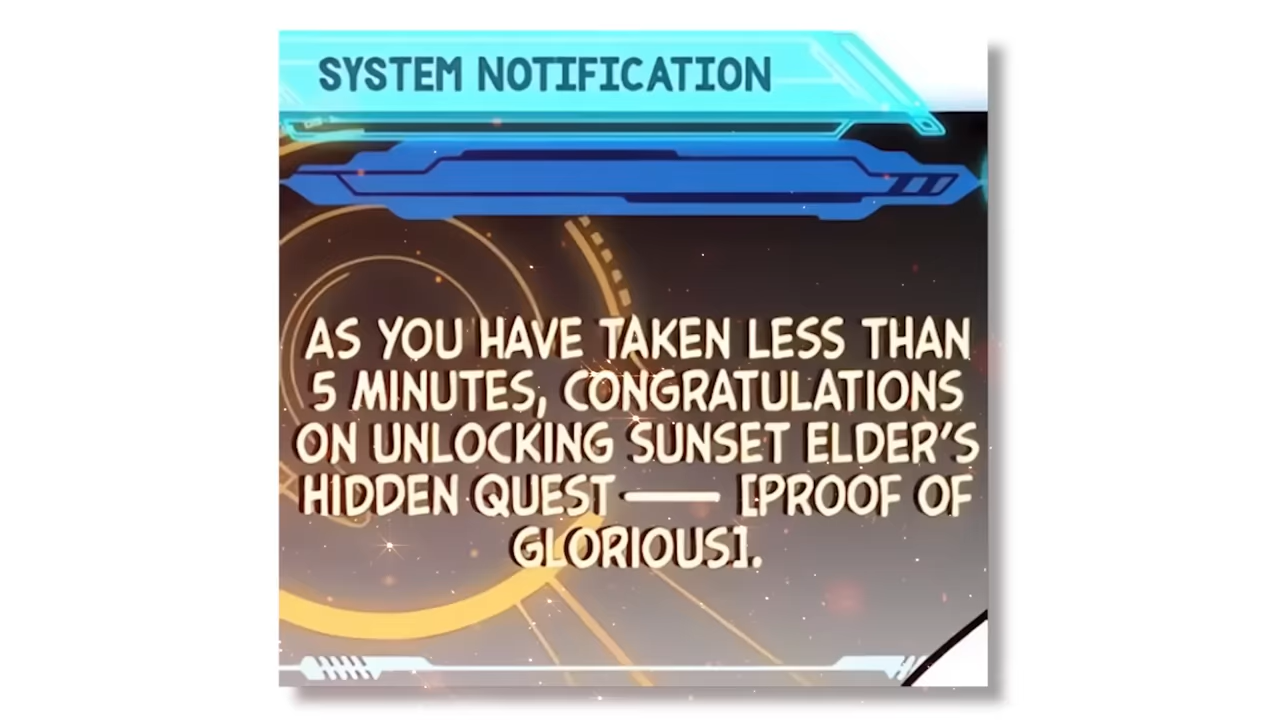 SYSTEM NOTIFICATION
AS YOU HAVE TAKEN LESS THAN
5 MINUTES, CONGRATULATIONS
ON UNLOCKING SUNSET ELDER'S
HIDDEN QUEST —— [PROOF OF
GLORIOUS].